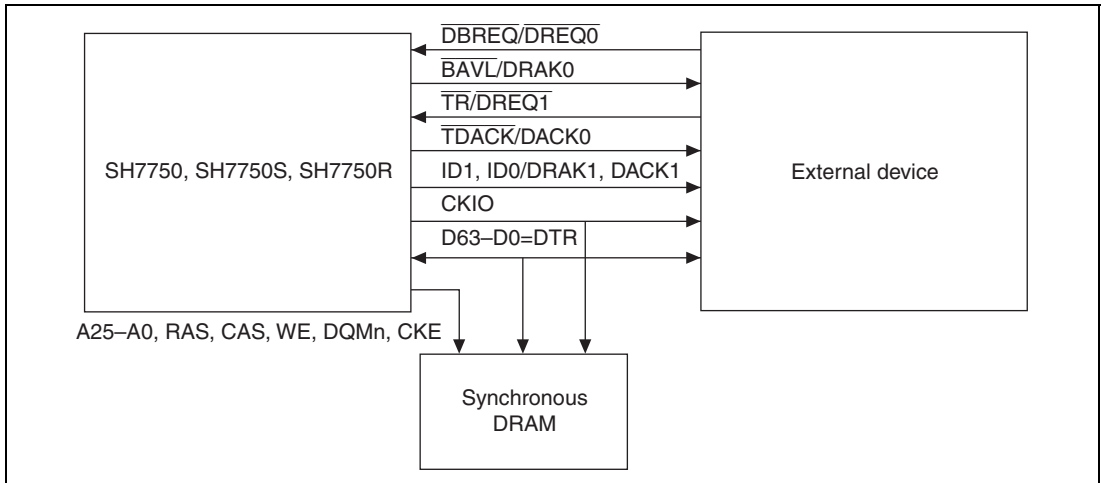 DBREQ/DREQ0
BAVL/DRAK0
TR/DREQ1
TDACK/DACK0
SH7750, SH7750S, SH7750R
ID1, ID0/DRAK1, DACK1
External device
CKIO
D63–D0=DTR
A25–A0, RAS, CAS, WE, DQMn, CKE
Synchronous
DRAM